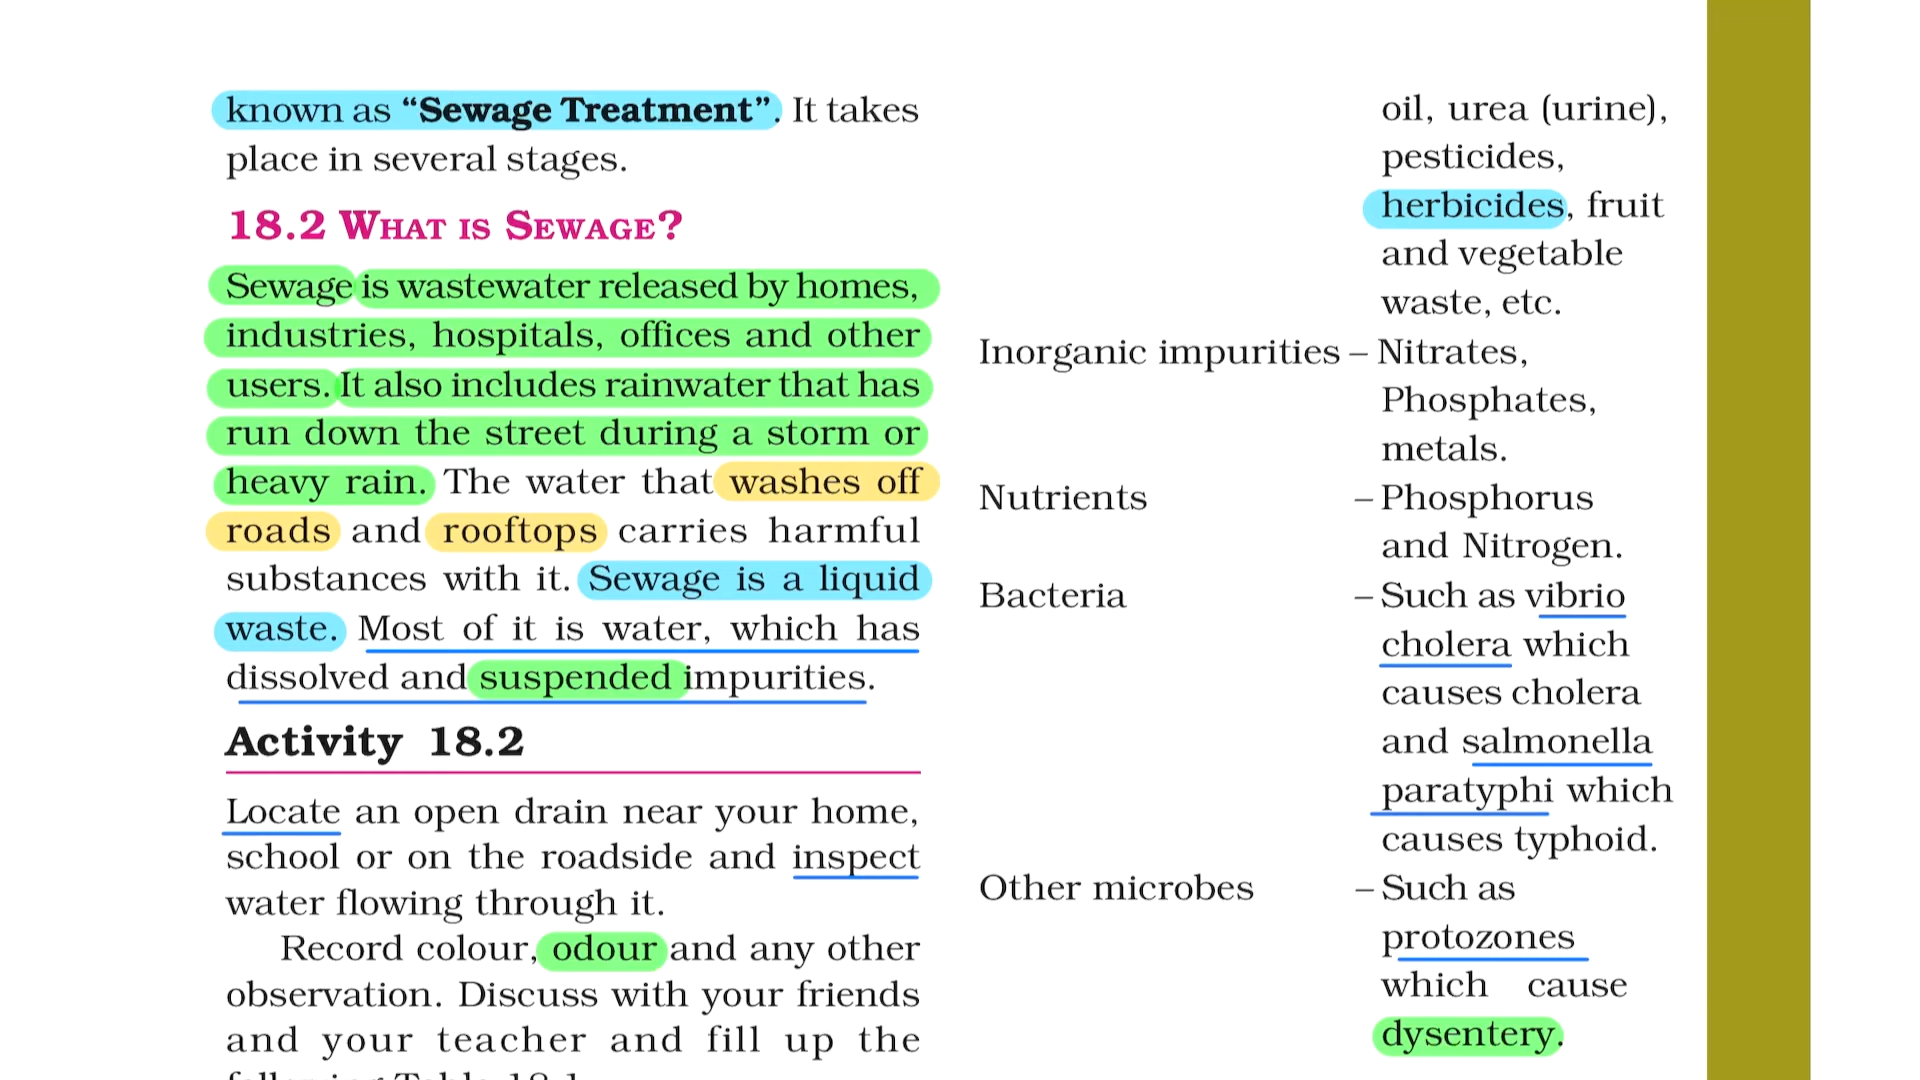 known as “Sewage Treatment”. It takes
place in several stages.
18.2 WHAT IS SEWAGE?
Sewage is wastewater released by homes,
industries, hospitals, offices and other
users. It also includes rainwater that has
run down the street during a storm or
heavy rain. The water that washes off
roads and rooftops carries harmful
substances with it. Sewage is a liquid
waste. Most of it is water, which has
dissolved and suspended impurities.
Activity 18.2
Locate an open drain near your home,
school or on the roadside and inspect
water flowing through it.
Record colour, odour and any other
observation. Discuss with your friends
and your teacher and fill up the
following Table 18.1
oil, urea (urine),
pesticides,
herbicides, fruit
and vegetable
waste, etc.
Inorganic impurities – Nitrates,
Phosphates,
metals.
Nutrients – Phosphorus
and Nitrogen.
Bacteria – Such as vibrio
cholera which
causes cholera
and salmonella
paratyphi which
causes typhoid.
Other microbes – Such as
protozones
which cause
dysentery.